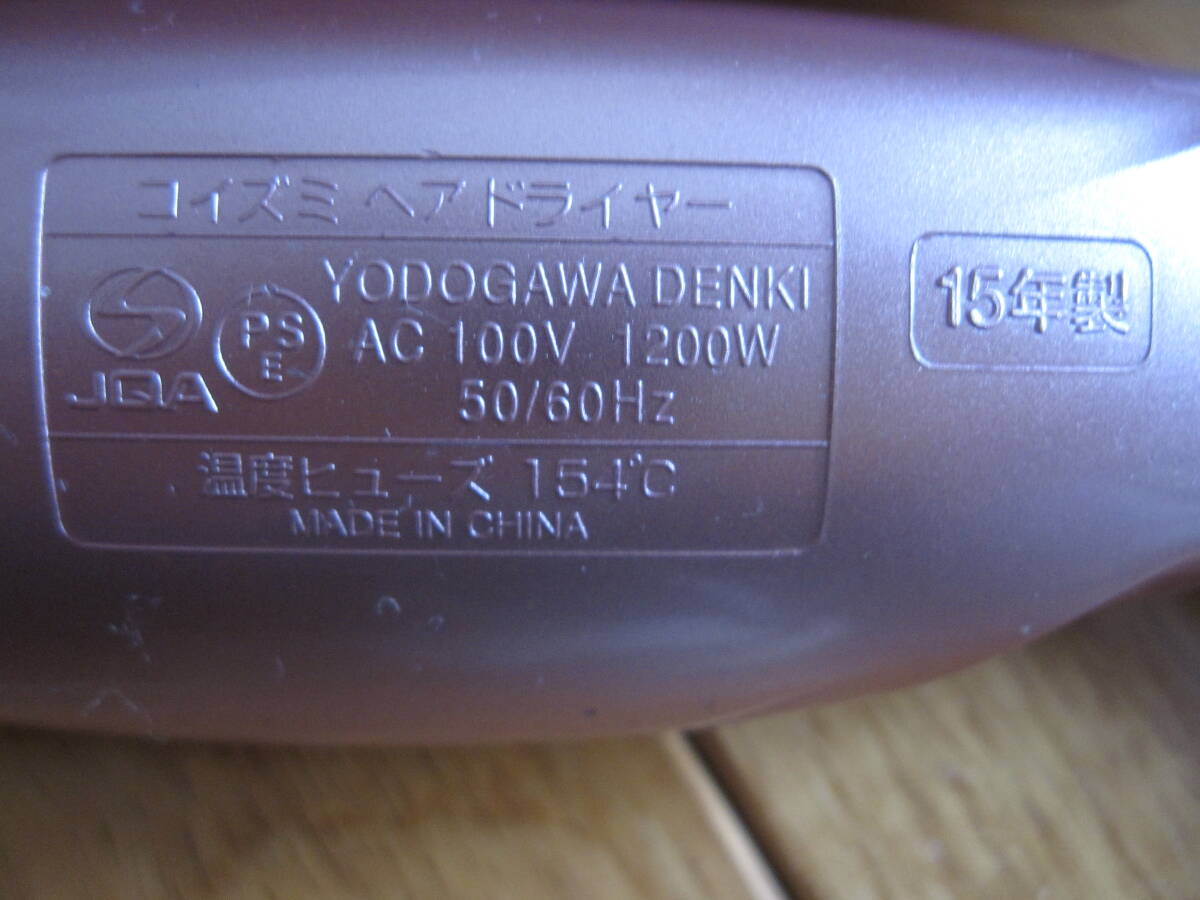 コイズミ ヘアドライヤー
YODOGAWA DENKI
PS
E
AC 100V 1200W
JQA
50/60Hz
温度ヒューズ 154℃
MADE IN CHINA
15年製